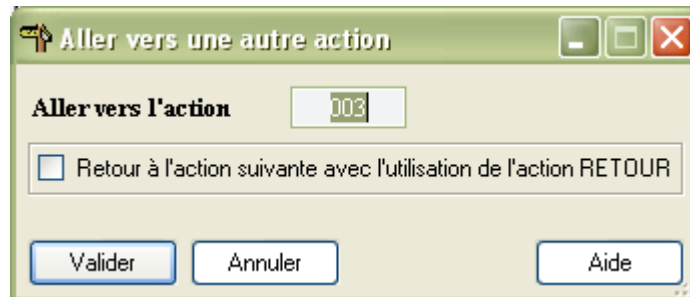 Aller vers une autre action
Aller vers l'action 003
Retour à l'action suivante avec l'utilisation de l'action RETOUR
Valider Annuler Aide